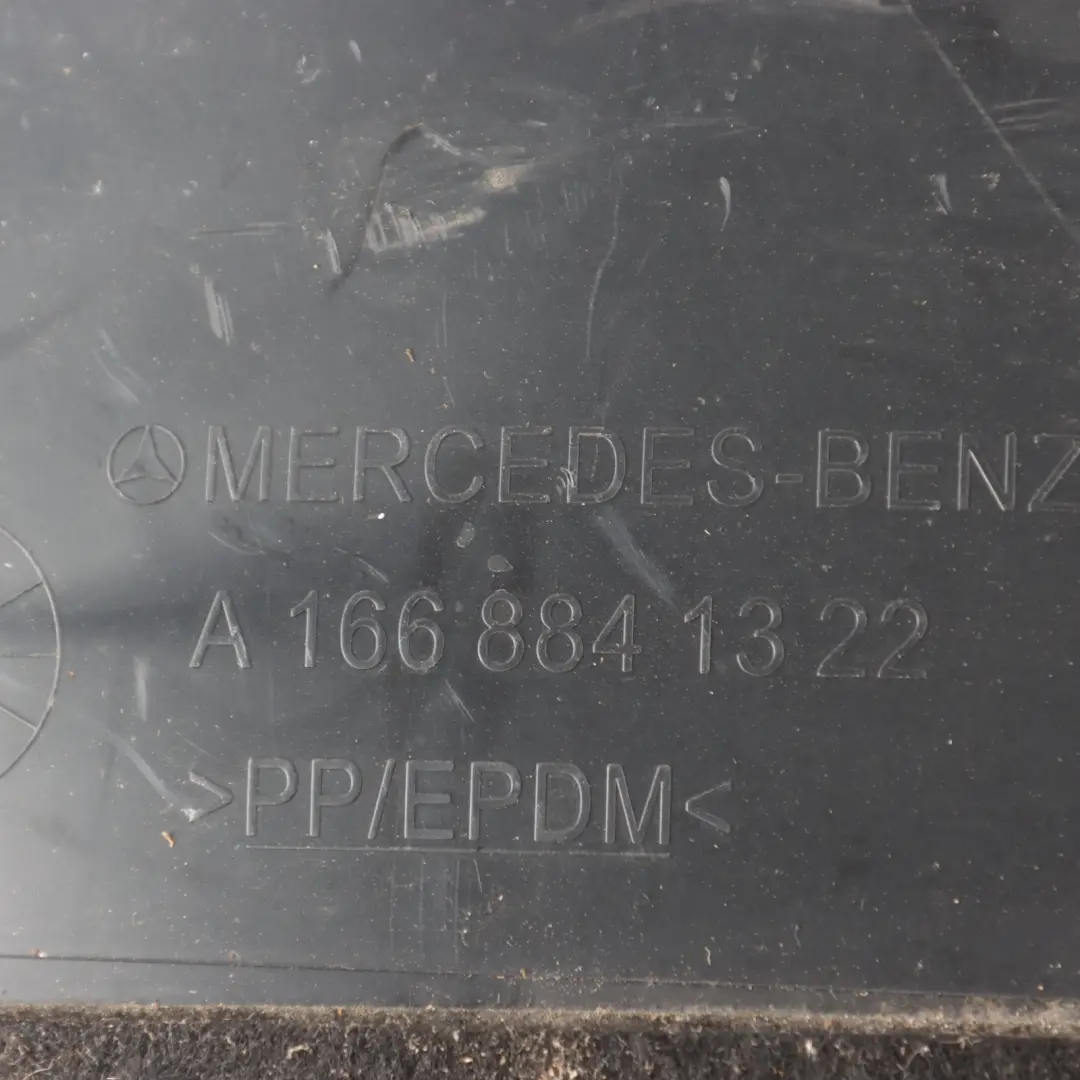 MERCEDES-BENZ
A 166 884 13 22
>PP/EPDM<